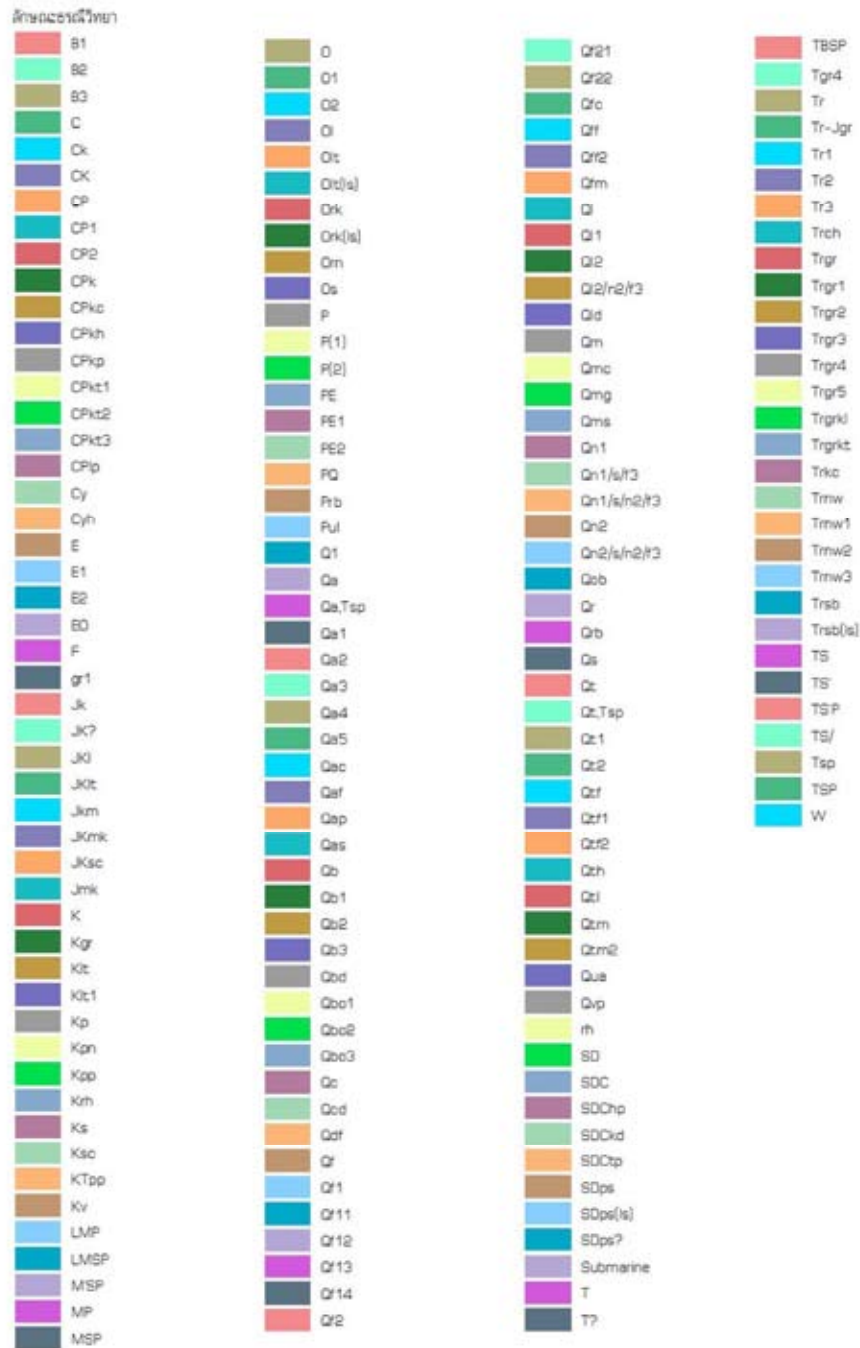 ลักษณะธรณีวิทยา
B1
B2
B3
C
Ck
CK
CP
CP1
CP2
CPk
CPkc
CPkh
CPkp
CPkt1
CPkt2
CPkt3
CPlp
Cy
Cyh
E
E1
E2
EO
F
gr1
Jk
JK?
JKl
JKlt
Jkm
JKmk
JKsc
Jmk
K
Kgr
Klt
Klt1
Kp
Kpn
Kpp
Krh
Ks
Ksc
KTpp
Kv
LMP
LMSP
M'SP
MP
MSP
O
O1
O2
Ol
Olt
Olt(ls)
Ork
Ork(ls)
Orn
Os
P
P(1)
P(2)
PE
PE1
PE2
PQ
Prb
Pul
Q1
Qa
Qa,Tsp
Qa1
Qa2
Qa3
Qa4
Qa5
Qac
Qaf
Qap
Qas
Qb
Qb1
Qb2
Qb3
Qbd
Qbo1
Qbo2
Qbo3
Qc
Qcd
Qdf
Qf
Qf1
Qf11
Qf12
Qf13
Qf14
Qf2
Qf21
Qf22
Qfc
Qff
Qff2
Qfm
Ql
Ql1
Ql2
Ql2/n2/f3
Qld
Qm
Qmc
Qmg
Qms
Qn1
Qn1/s/f3
Qn1/s/n2/f3
Qn2
Qn2/s/n2/f3
Qob
Qr
Qrb
Qs
Qt
Qt,Tsp
Qt1
Qt2
Qtf
Qtf1
Qtf2
Qth
Qtl
Qtm
Qtm2
Qua
Qvp
rh
SD
SDC
SDChp
SDCkd
SDCtp
SDps
SDps(ls)
SDps?
Submarine
T
T?
TBSP
Tgr4
Tr
Tr-Jgr
Tr1
Tr2
Tr3
Trch
Trgr
Trgr1
Trgr2
Trgr3
Trgr4
Trgr5
Trgrkl
Trgrkt
Trkc
Trnw
Trnw1
Trnw2
Trnw3
Trsb
Trsb(ls)
TS
TS'
TS'P
TS/
Tsp
TSP
W